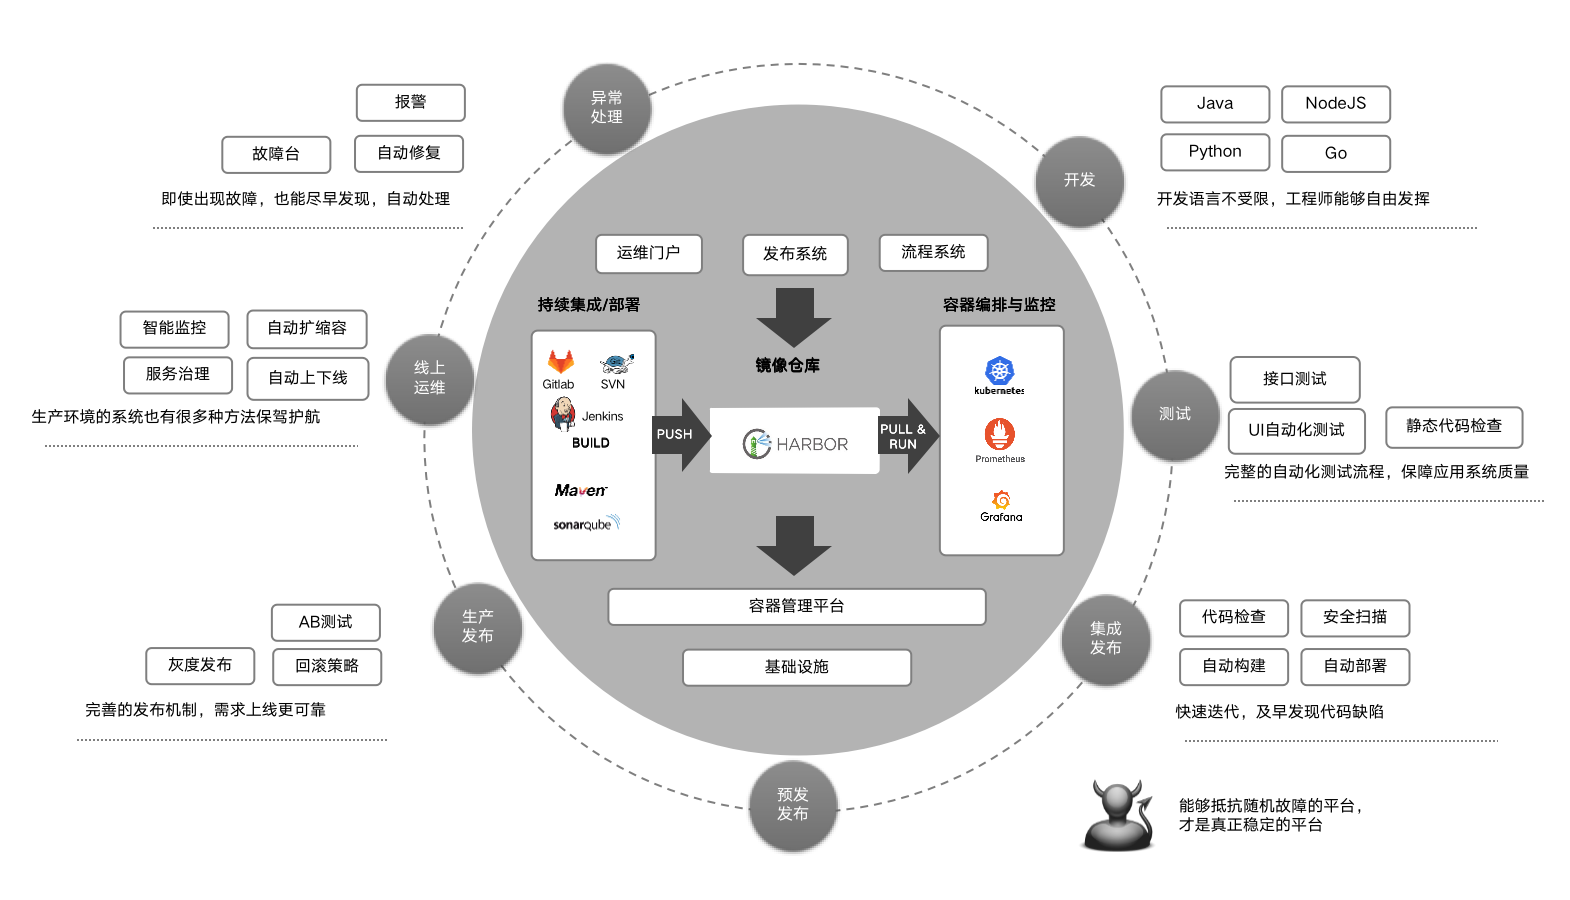 异常
处理
报警
故障台
自动修复
即使出现故障，也能尽早发现，自动处理
Java
NodeJS
Python
Go
开发
开发语言不受限，工程师能够自由发挥
运维门户
发布系统
流程系统
持续集成/部署
容器编排与监控
镜像仓库
Gitlab
SVN
Jenkins
BUILD
Maven
sonarqube
PUSH
HARBOR
PULL &
RUN
kubernetes
Prometheus
Grafana
容器管理平台
基础设施
智能监控
自动扩缩容
服务治理
自动上下线
线上
运维
生产环境的系统也有很多种方法保驾护航
接口测试
UI自动化测试
静态代码检查
测试
完整的自动化测试流程，保障应用系统质量
AB测试
灰度发布
回滚策略
生产
发布
完善的发布机制，需求上线更可靠
代码检查
安全扫描
自动构建
自动部署
集成
发布
快速迭代，及早发现代码缺陷
预发
发布
能够抵抗随机故障的平台，
才是真正稳定的平台